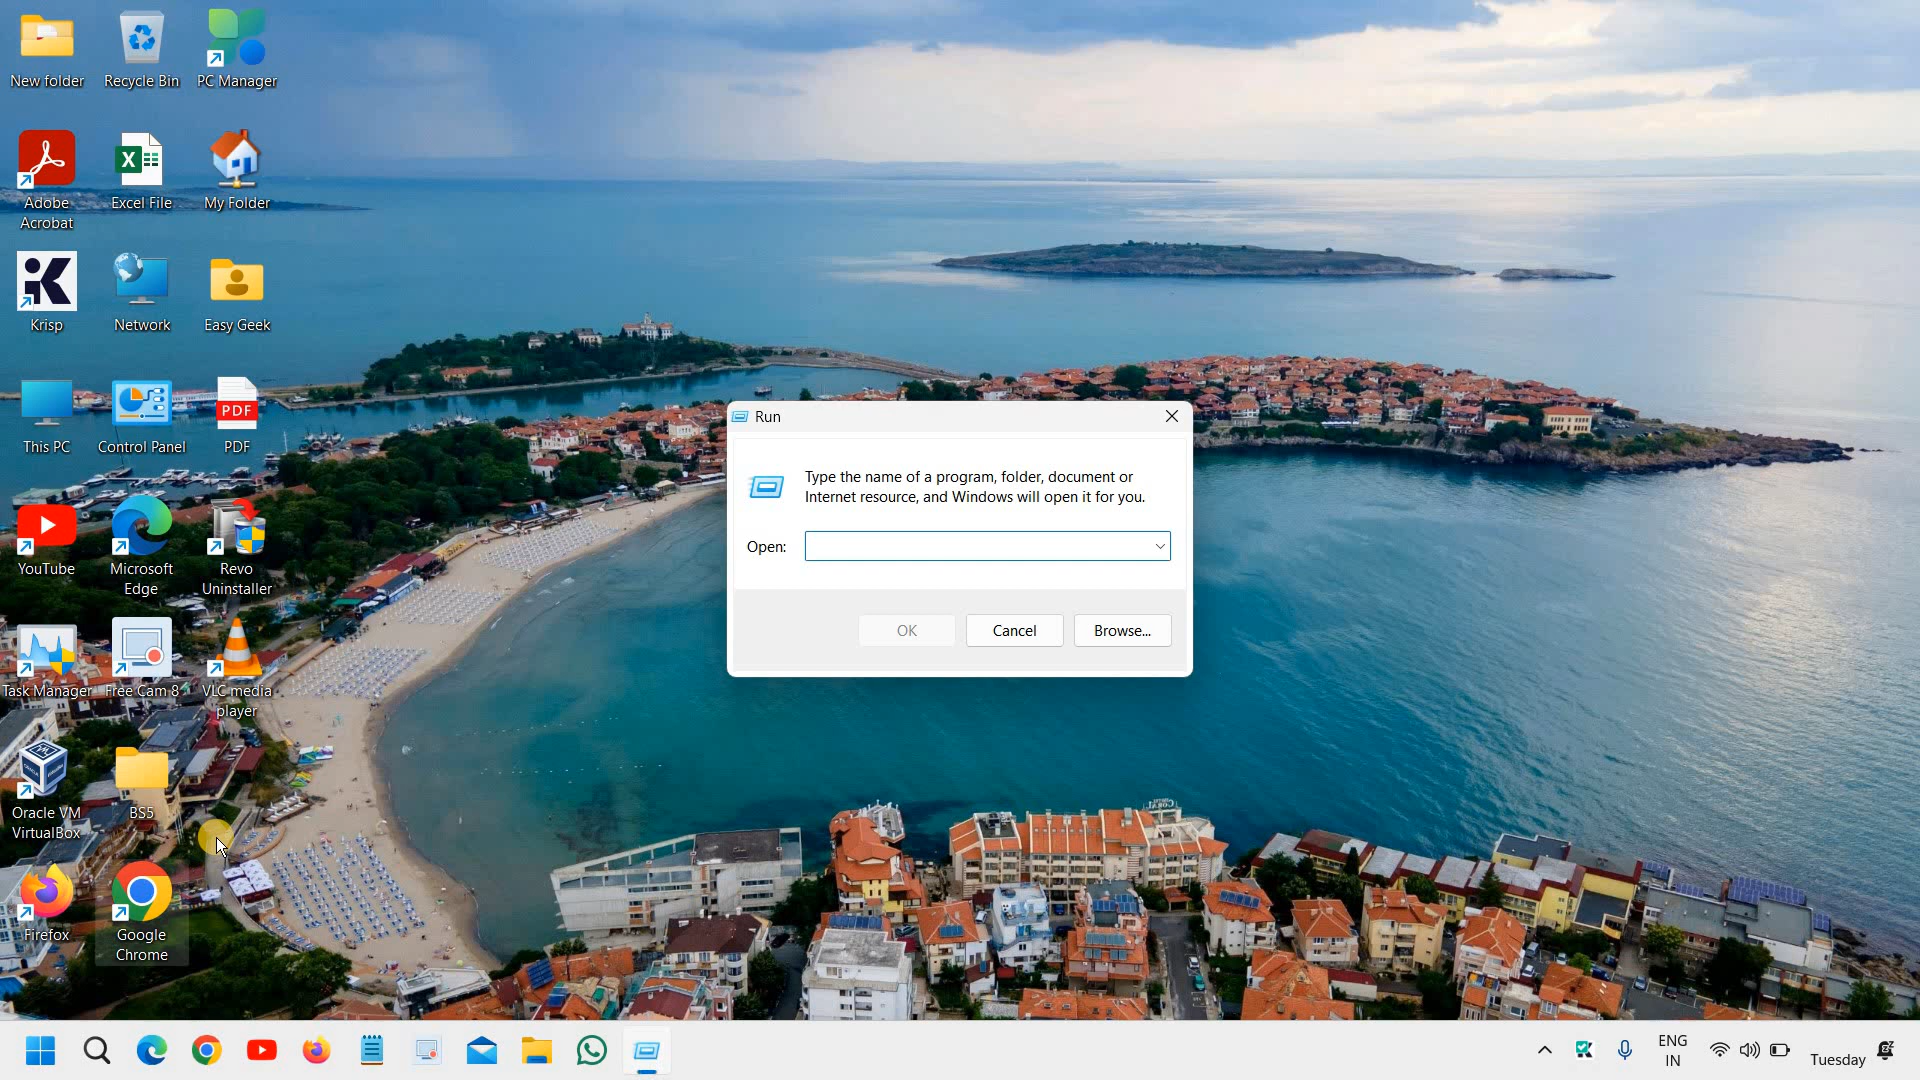 New folder
Recycle Bin
PC Manager
Adobe
Acrobat
Excel File
My Folder
Krisp
Network
Easy Geek
This PC
Control Panel
PDF
PDF
YouTube
Microsoft
Edge
Revo
Uninstaller
Task Manager
Free Cam 8
VLC media
player
Oracle VM
VirtualBox
BS5
Firefox
Google
Chrome
Run
Type the name of a program, folder, document or
Internet resource, and Windows will open it for you.
Open:
OK
Cancel
Browse...
ENG
IN
Tuesday